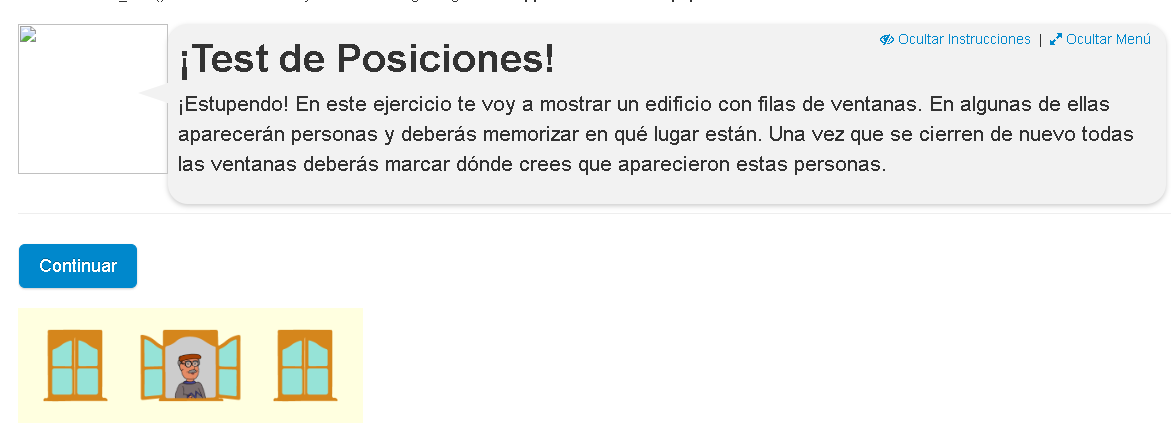 Ocultar Instrucciones | Ocultar Menú
¡Test de Posiciones!
¡Estupendo! En este ejercicio te voy a mostrar un edificio con filas de ventanas. En algunas de ellas
aparecerán personas y deberás memorizar en qué lugar están. Una vez que se cierren de nuevo todas
las ventanas deberás marcar dónde crees que aparecieron estas personas.
Continuar